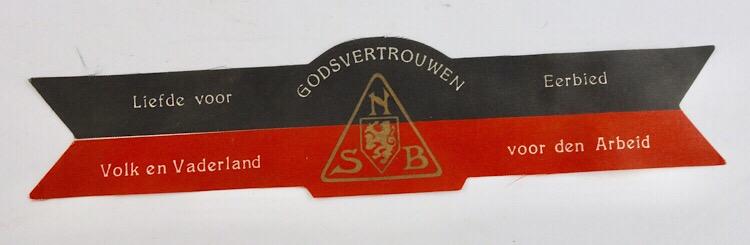 GODSVERTROUWEN
Liefde voor
Eerbied
Volk en Vaderland
voor den Arbeid
N
S B